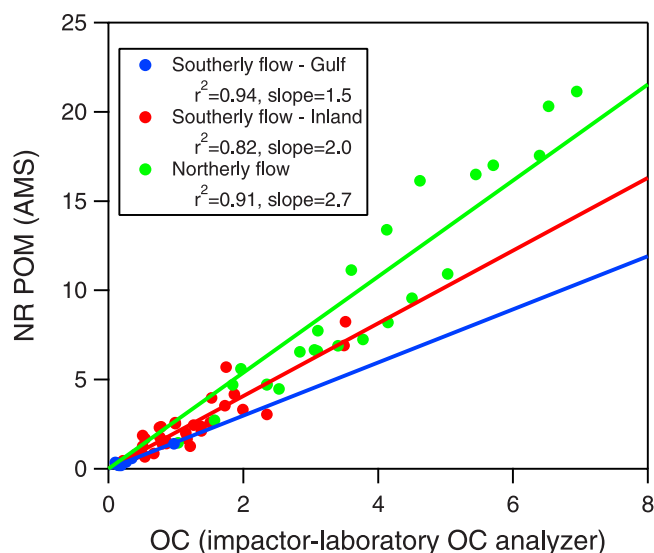 25
20
15
10
5
0
NR POM (AMS)
Southerly flow - Gulf
r²=0.94, slope=1.5
Southerly flow - Inland
r²=0.82, slope=2.0
Northerly flow
r²=0.91, slope=2.7
0 2 4 6 8
OC (impactor-laboratory OC analyzer)